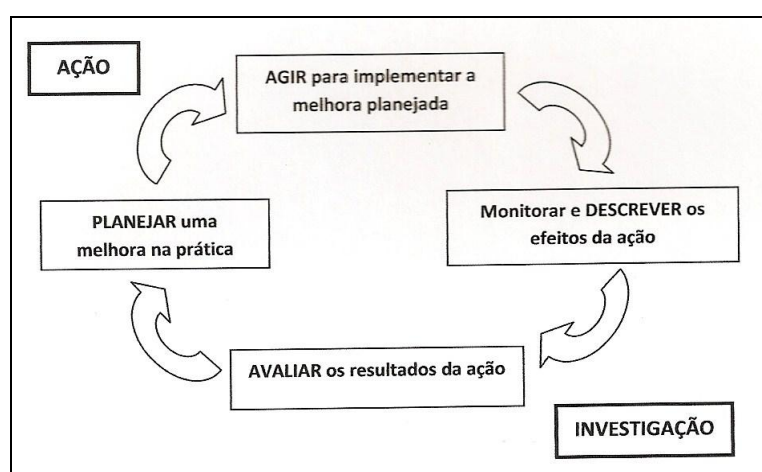 AÇÃO
AGIR para implementar a
melhora planejada
PLANEJAR uma
melhora na prática
Monitorar e DESCREVER os
efeitos da ação
AVALIAR os resultados da ação
INVESTIGAÇÃO